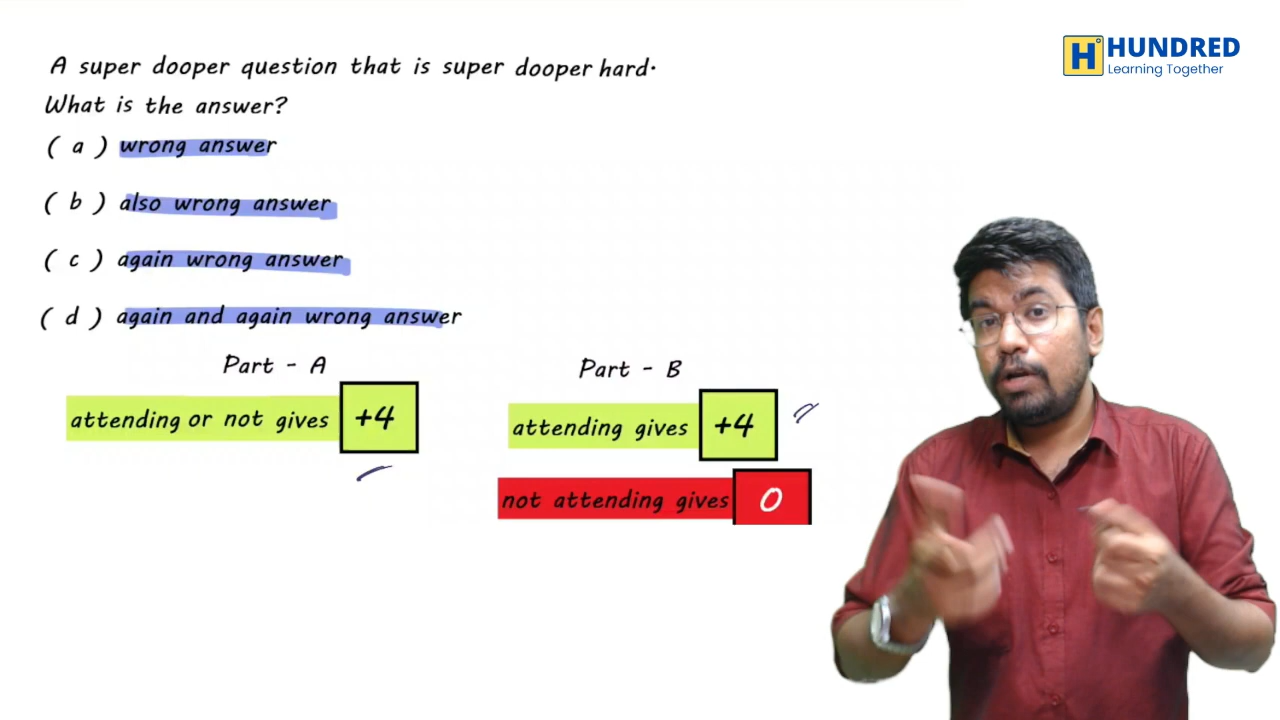 HUNDRED
Learning Together
A super dooper question that is super dooper hard.
What is the answer?
( a ) wrong answer
( b ) also wrong answer
( c ) again wrong answer
( d ) again and again wrong answer
Part - A
attending or not gives +4
Part - B
attending gives +4
not attending gives 0